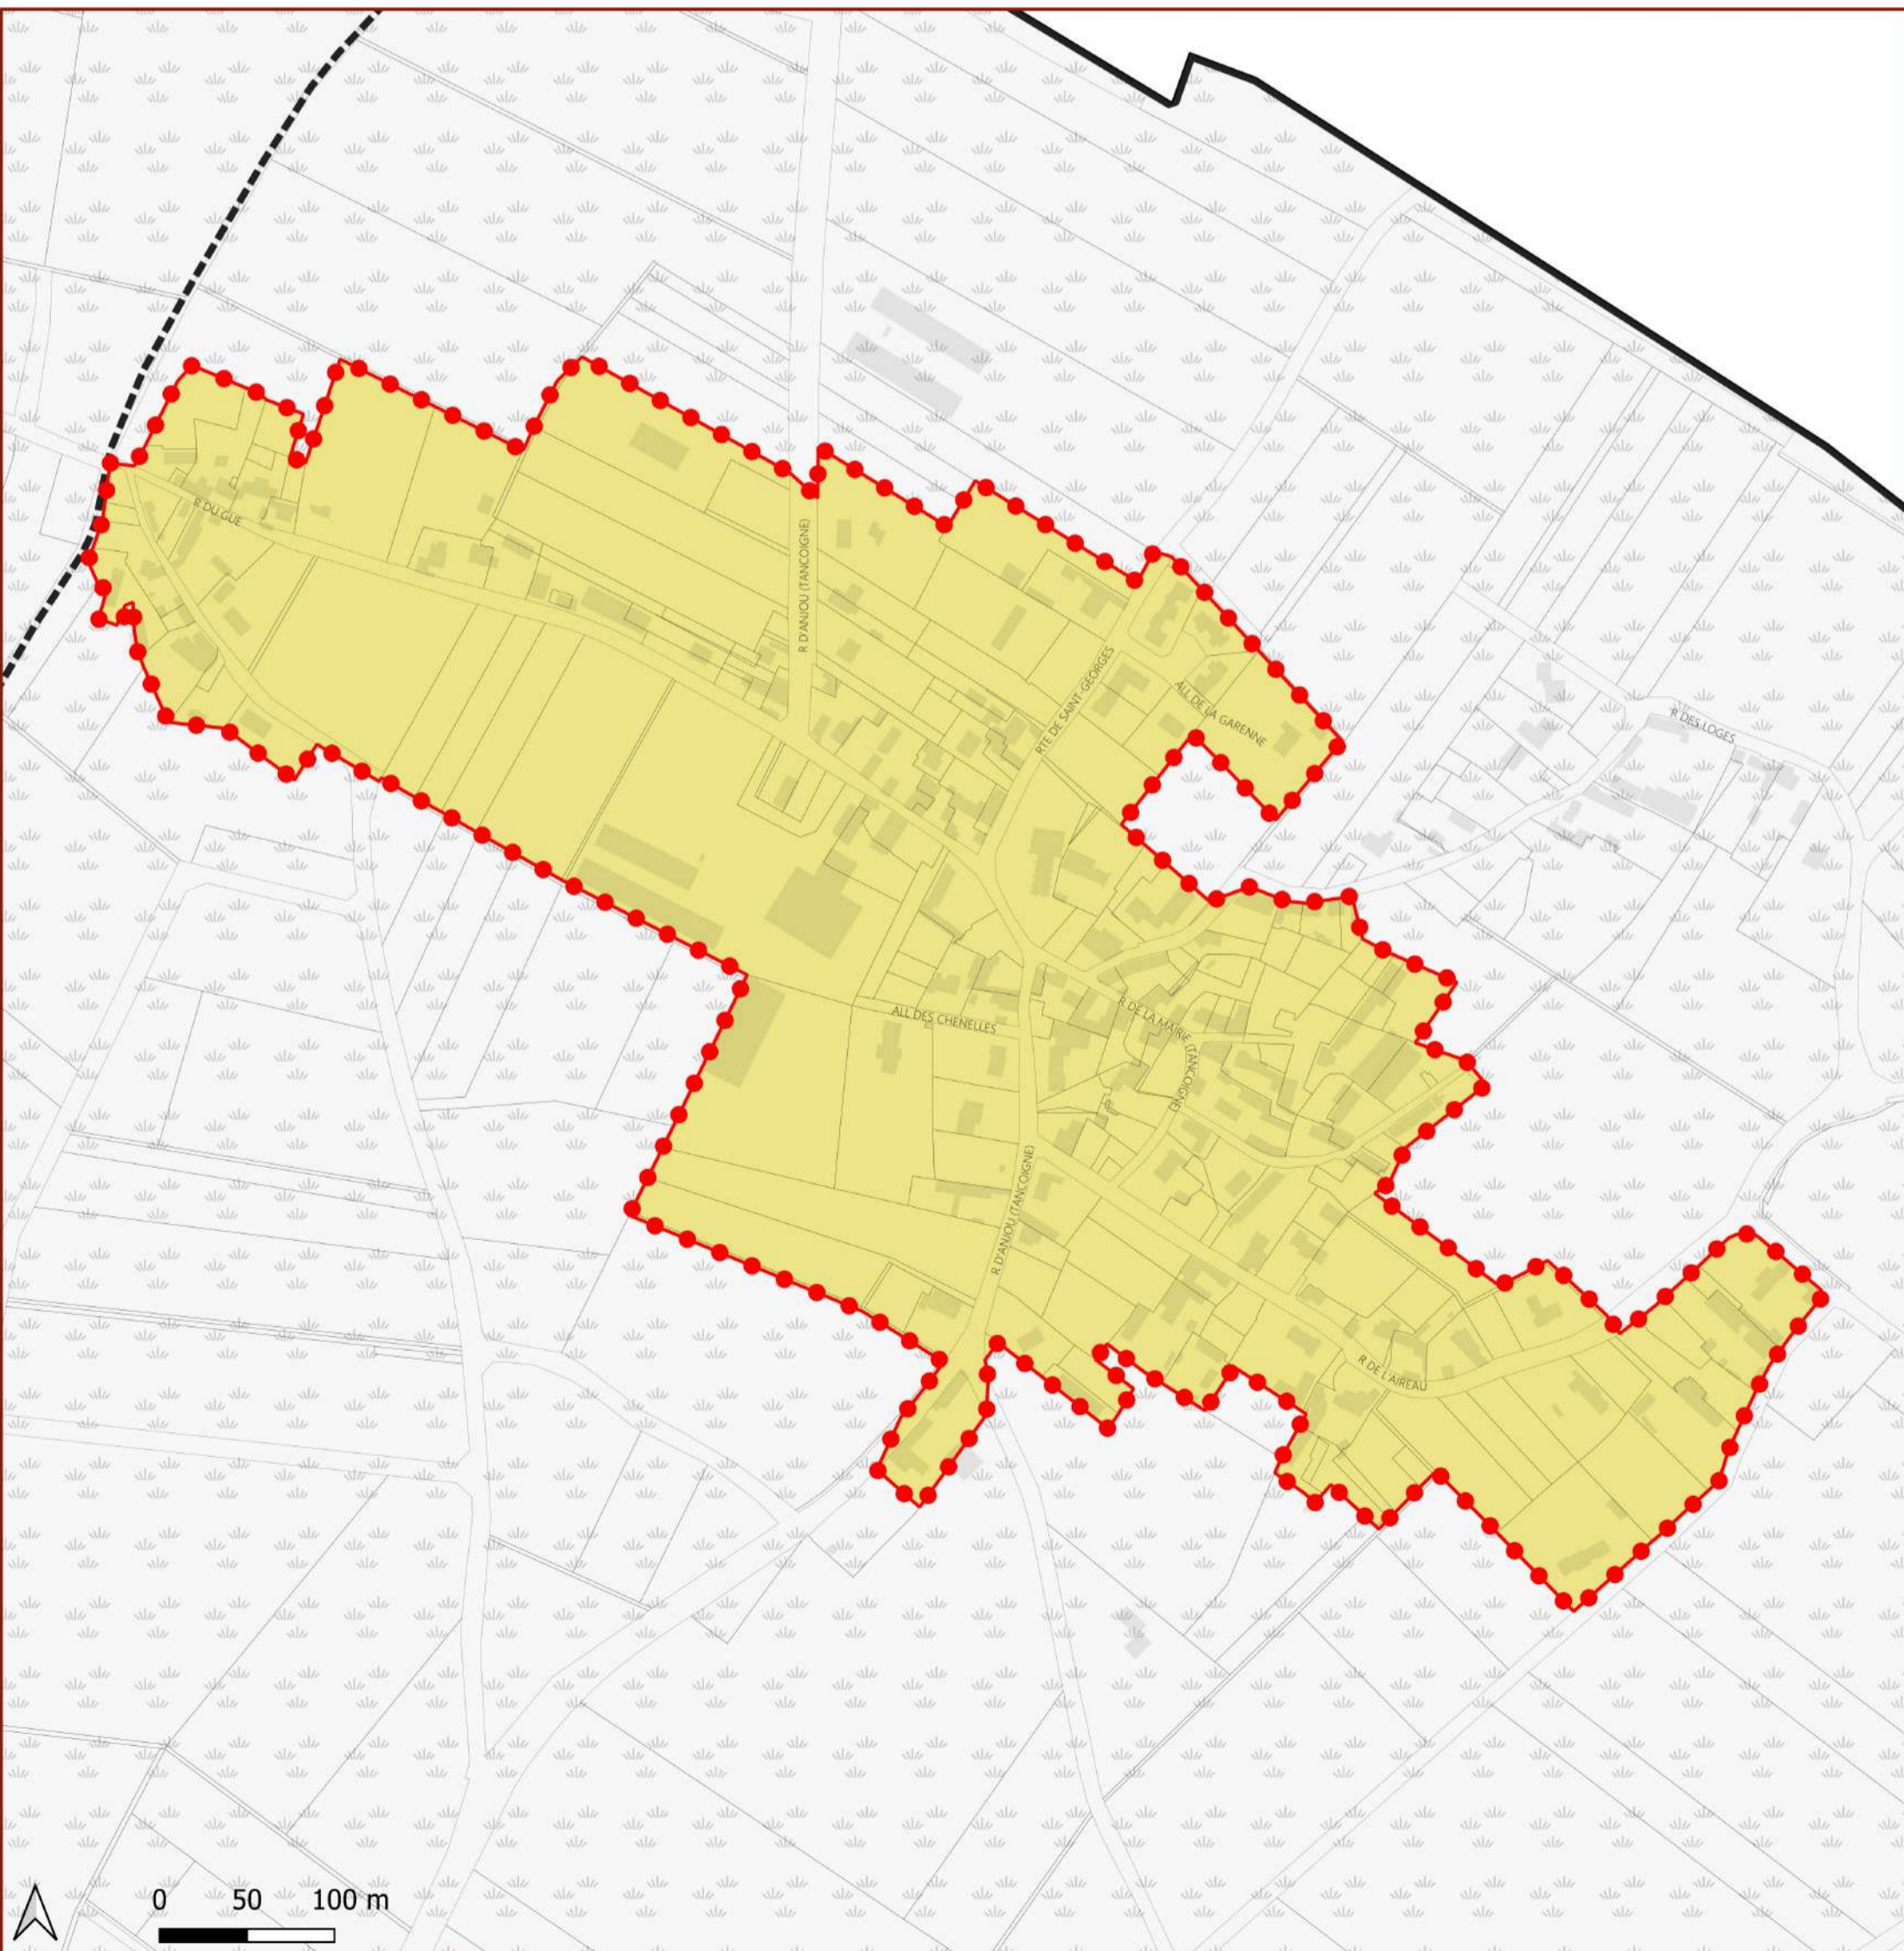 R DU GUE
R D'ANJOU (TANCOIGNE)
RTE DE SAINT-GEORGES
ALL DE LA GARENNE
R DES LOGES
ALL DES CHENELLES
R DE LA MAIRIE (TANCOIGNE)
R D'ANJOU (TANCOIGNE)
R DE L'AIREAU
0 50 100 m